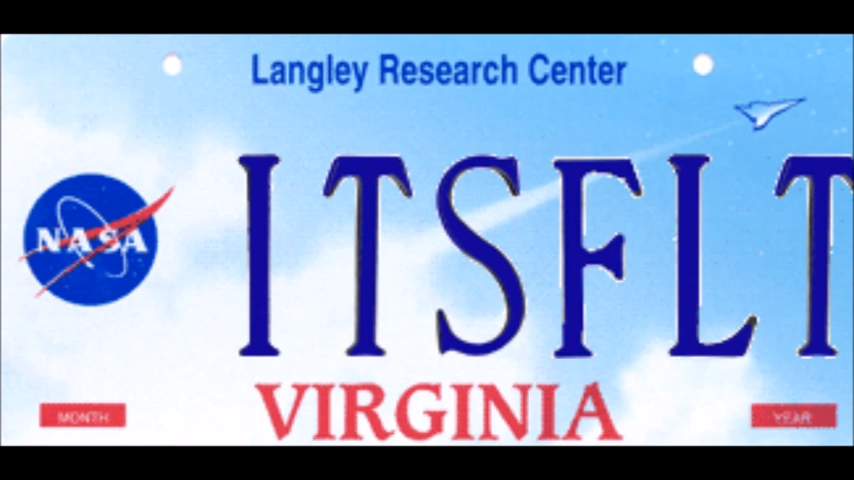 Langley Research Center
ITSFLT
NASA
VIRGINIA
MONTH
YEAR